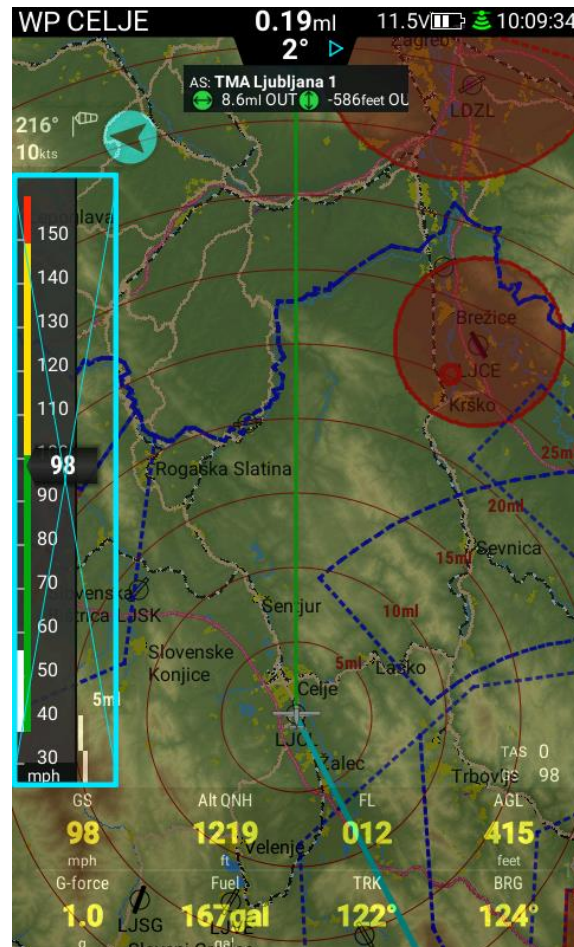 WP CELJE 0.19ml 11.5V 10:09:34
2°
Zagreb
AS: TMA Ljubljana 1
8.6ml OUT -586feet OU
LDZL
216°
10kts
150
140
130
120
110
98
90
80
70
60
50
40
30
mph
Brežice
LJCE
Krško
25ml
Rogaška Slatina
20ml
15ml
Sevnica
10ml
LJSK
Šentjur
Slovenske
Konjice
5ml
Laško
Celje
5ml
Žalec
TAS 0
GS 98
GS Alt QNH FL AGL
98 1219 012 415
mph ft feet
Velenje
G-force Fuel TRK BRG
1.0 167gal 122° 124°
LJSG
g gal